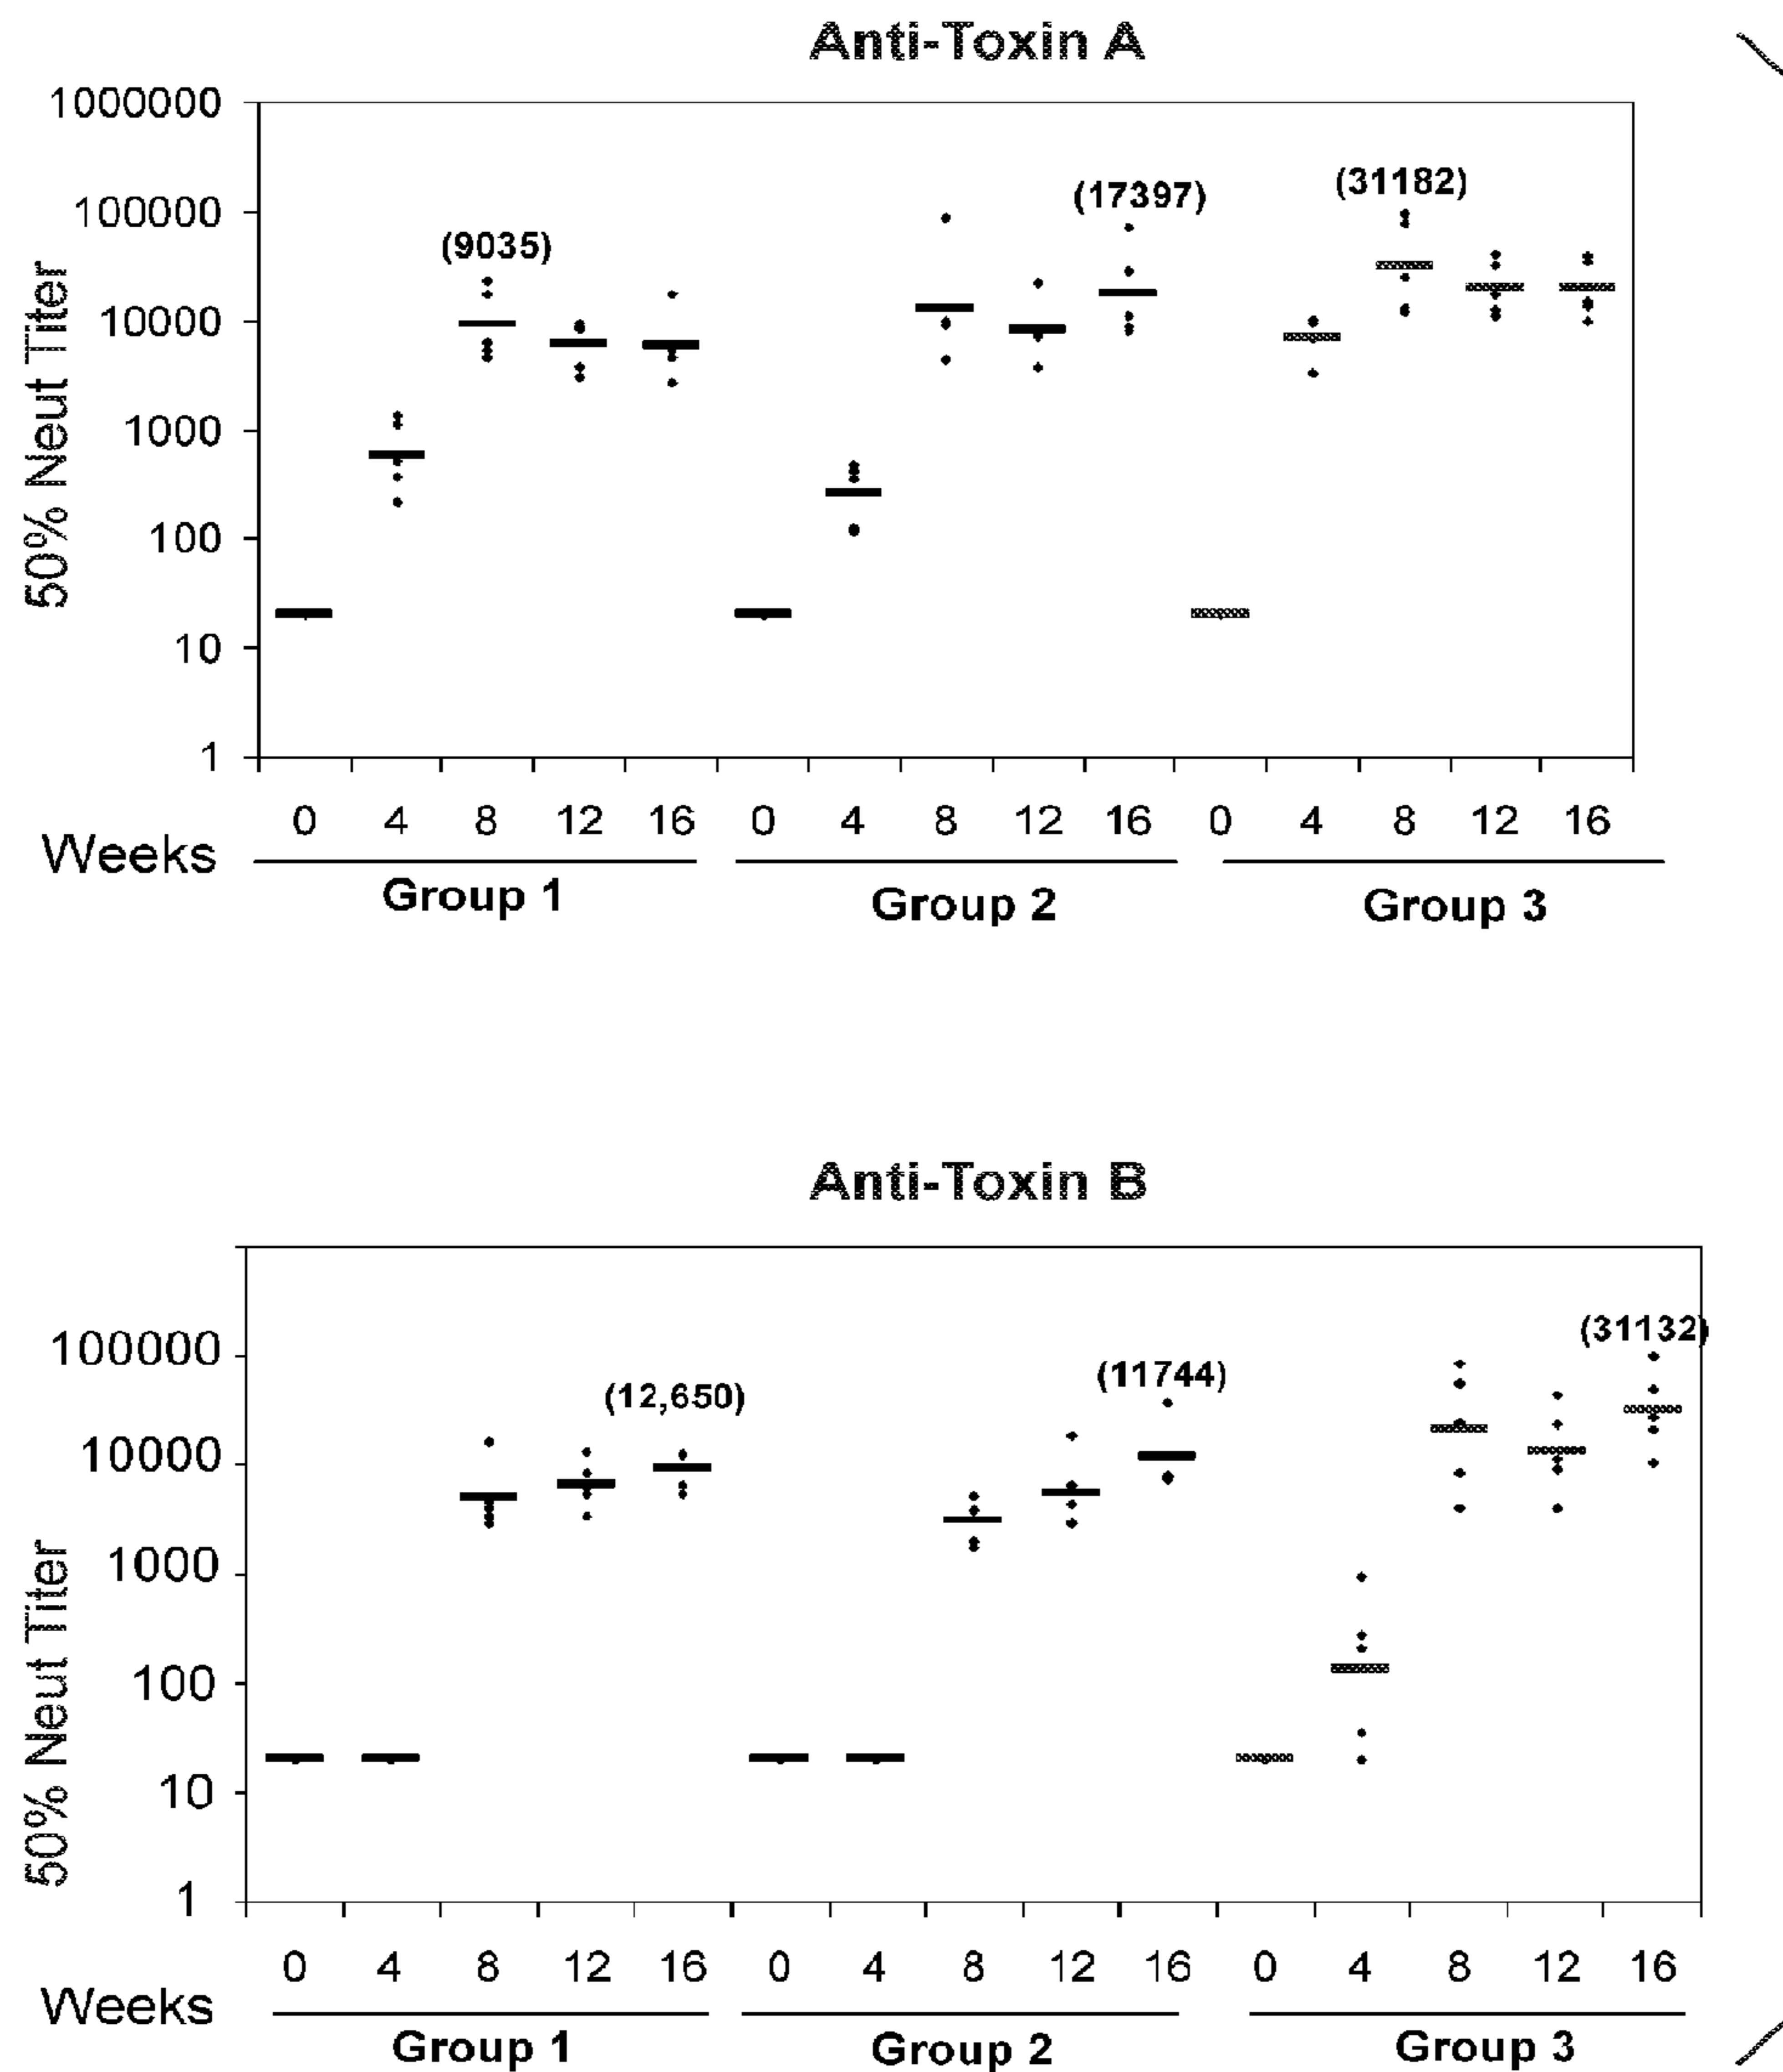 Anti-Toxin A
50% Neut Titer
1000000
100000
10000
1000
100
10
1
(9035)
(17397)
(31182)
0 4 8 12 16 0 4 8 12 16 0 4 8 12 16
Weeks
Group 1 Group 2 Group 3
Anti-Toxin B
50% Neut Titer
100000
10000
1000
100
10
1
(12,650)
(11744)
(31132)
0 4 8 12 16 0 4 8 12 16 0 4 8 12 16
Weeks
Group 1 Group 2 Group 3